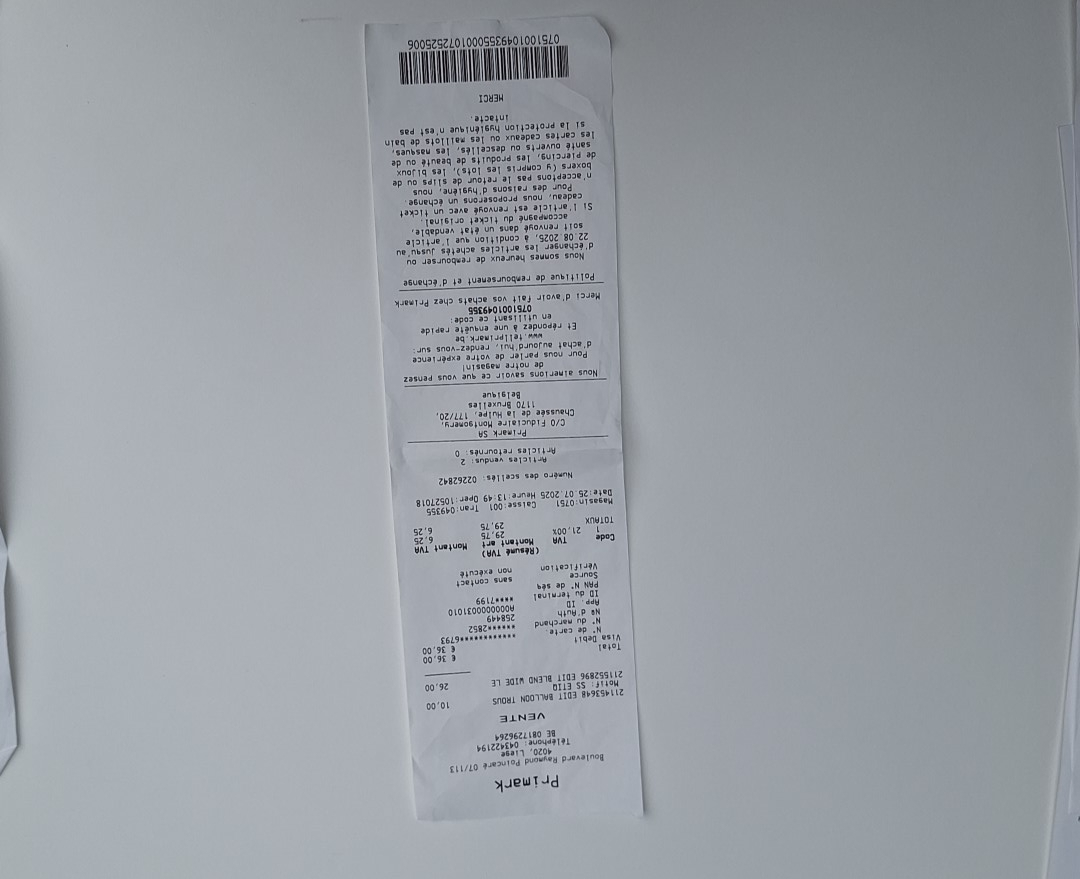 Primark
Boulevard Raymond Poincaré 07/113
4020, Liege
Téléphone: 043422194
BE 0817296264
VENTE
211453648 EDIT BALLOON TROUS 10,00
Motif: SS ETIQ
211552896 EDIT BLEND WIDE LE 26,00
Total € 36,00
Visa Debit € 36,00
N° de carte. ************6793
N° du marchand ******2852
N° d'Auth 258449
App. ID A0000000031010
ID du terminal ****7199
PAN N° de séq
Source sans contact
Vérification non exécuté
(Résumé TVA)
Code TVA Montant art Montant TVA
1 21,00% 29,75 6,25
TOTAUX 29,75 6,25
Magasin:0751 Caisse:001 Tran:049355
Date:25.07.2025 Heure:13:49 Oper:10527018
Numéro des scellés: 02262842
Articles vendus: 2
Articles retournés: 0
Primark SA
C/O Fiduciaire Montgomery,
Chaussée de la Hulpe, 177/20,
1170 Bruxelles
Belgique
Nous aimerions savoir ce que vous pensez
de notre magasin!
Pour nous parler de votre expérience
d'achat aujourd'hui, rendez-vous sur:
www.tellprimark.be
Et répondez à une enquête rapide
en utilisant ce code:
0751001049355
Merci d'avoir fait vos achats chez Primark
Politique de remboursement et d'échange
Nous sommes heureux de rembourser ou
d'échanger les articles achetés jusqu'au
22.08.2025, à condition que l'article
soit renvoyé dans un état vendable,
accompagné du ticket original.
Si l'article est renvoyé avec un ticket
cadeau, nous proposerons un échange.
Pour des raisons d'hygiène, nous
n'acceptons pas le retour de slips ou de
boxers (y compris les lots), les bijoux
de piercing, les produits de beauté ou de
santé ouverts ou descellés, les masques,
les cartes cadeaux ou les maillots de bain
si la protection hygiénique n'est pas
intacte.
MERCI
07510010493550001072525006